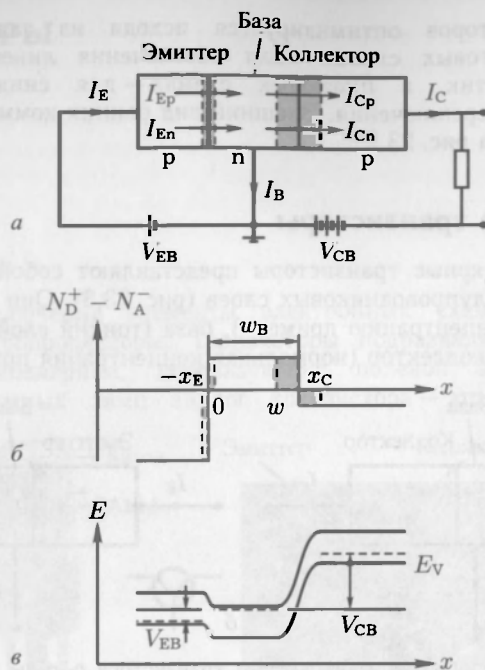 База
Эмиттер Коллектор
I_E I_Ep I_Cp I_C
I_En I_Cn
p n p
I_B
а
V_EB V_CB
N_D^+ − N_A^−
w_B
−x_E x_C x
0 w
б
E
E_V
V_EB V_CB
в x